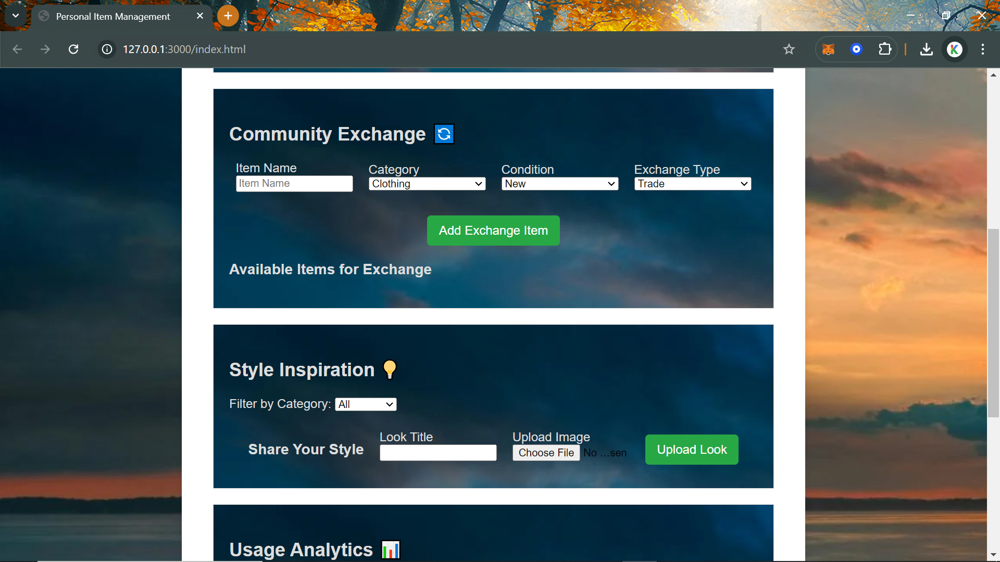 Personal Item Management
127.0.0.1:3000/index.html
Community Exchange
Item Name Category Condition Exchange Type
Item Name Clothing New Trade
Add Exchange Item
Available Items for Exchange
Style Inspiration
Filter by Category: All
Look Title Upload Image
Share Your Style Choose File No ...sen Upload Look
Usage Analytics